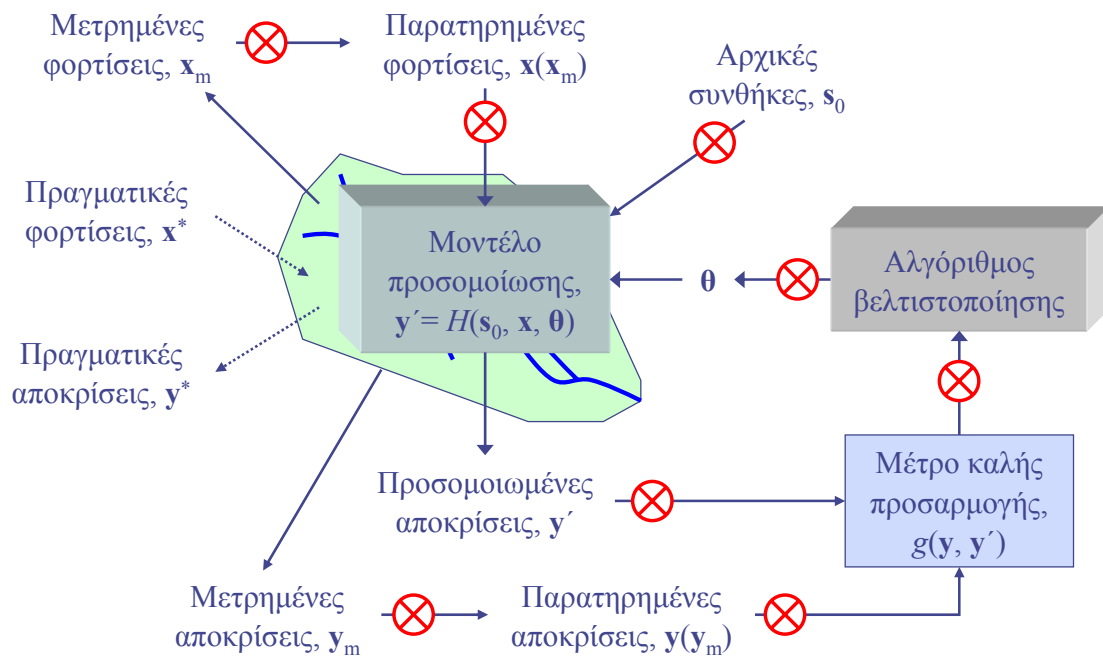 Μετρημένες
φορτίσεις, xm
Παρατηρημένες
φορτίσεις, x(xm)
Αρχικές
συνθήκες, s0
Πραγματικές
φορτίσεις, x*
Μοντέλο
προσομοίωσης,
y´= H(s0, x, θ)
θ
Αλγόριθμος
βελτιστοποίησης
Πραγματικές
αποκρίσεις, y*
Προσομοιωμένες
αποκρίσεις, y´
Μέτρο καλής
προσαρμογής,
g(y, y´)
Μετρημένες
αποκρίσεις, ym
Παρατηρημένες
αποκρίσεις, y(ym)